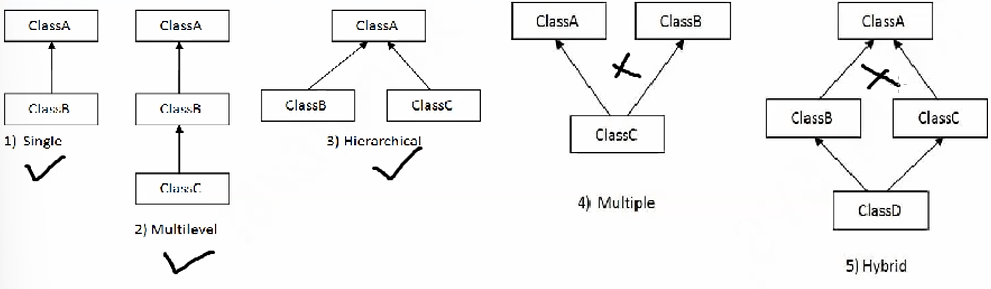 ClassA
ClassB
1) Single
ClassA
ClassB
ClassC
2) Multilevel
ClassA
ClassB
ClassC
3) Hierarchical
ClassA
ClassB
ClassC
4) Multiple
ClassA
ClassB
ClassC
ClassD
5) Hybrid